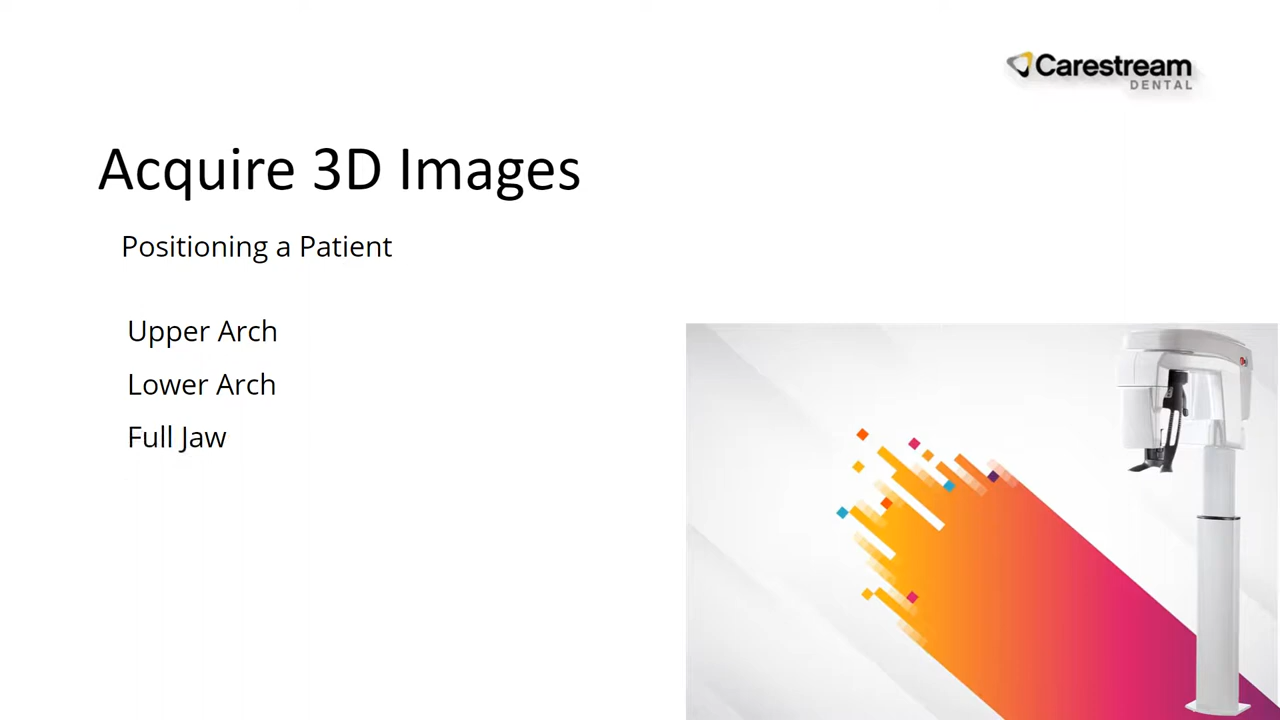 Carestream
DENTAL
Acquire 3D Images
Positioning a Patient
Upper Arch
Lower Arch
Full Jaw